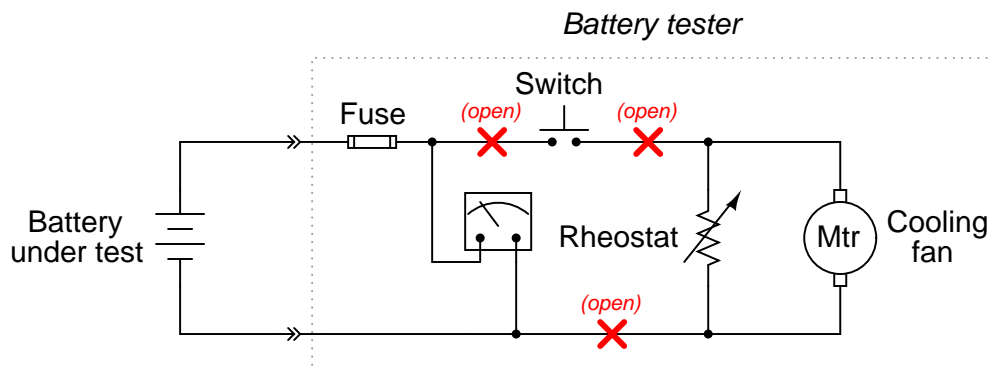 Battery tester
Switch
Fuse
(open)
(open)
Battery
under test
Rheostat
Mtr
Cooling
fan
(open)